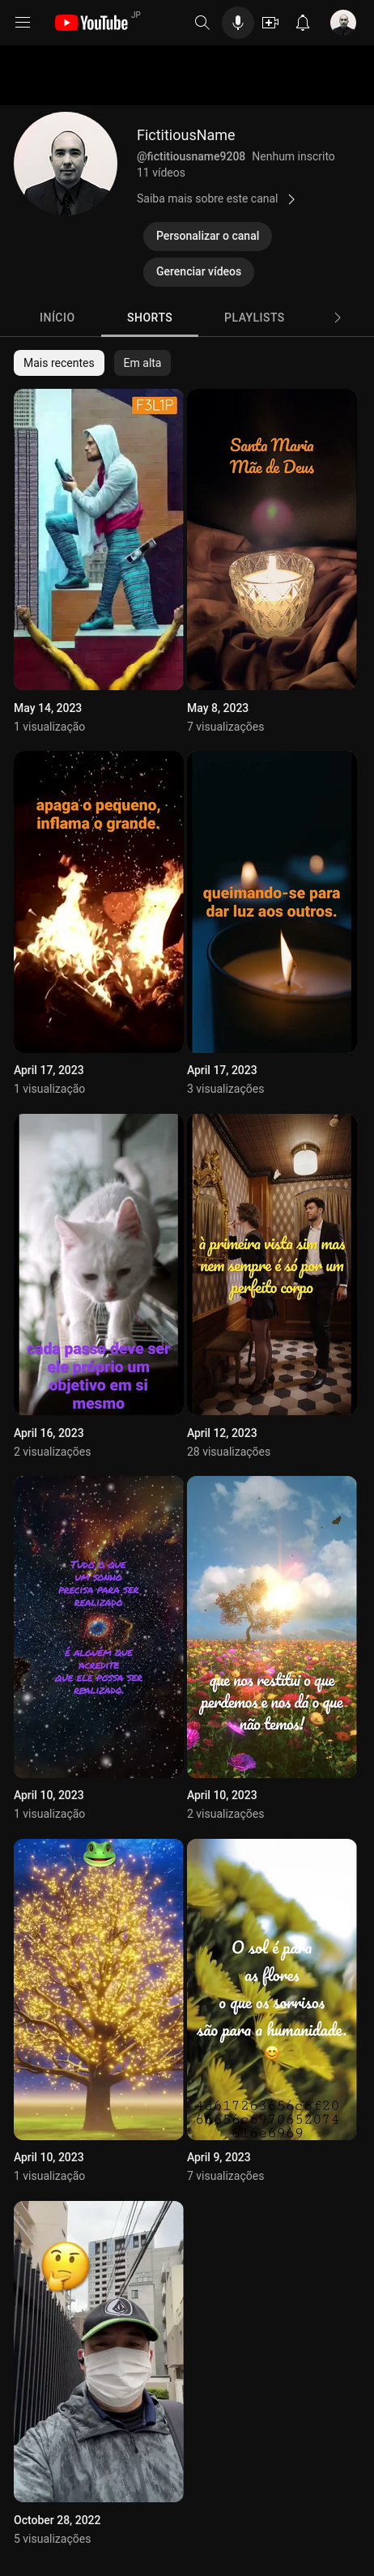 YouTube JP
FictitiousName
@fictitiousname9208 Nenhum inscrito
11 vídeos
Saiba mais sobre este canal
Personalizar o canal
Gerenciar vídeos
INÍCIO SHORTS PLAYLISTS
Mais recentes Em alta
F3L1P
Santa Maria
Mãe de Deus
May 14, 2023
1 visualização
May 8, 2023
7 visualizações
apaga o pequeno,
inflama o grande.
queimando-se para
dar luz aos outros.
April 17, 2023
1 visualização
April 17, 2023
3 visualizações
cada passo deve ser
ele próprio um
objetivo em si
mesmo
à primeira vista sim mas
nem sempre é só por um
perfeito corpo
April 16, 2023
2 visualizações
April 12, 2023
28 visualizações
Tudo o que
um sonho
precisa para ser
realizado
é alguém que
acredite
que ele possa ser
realizado.
que nos restitui o que
perdemos e nos dá o que
não temos!
April 10, 2023
1 visualização
April 10, 2023
2 visualizações
O sol é para
as flores
o que os sorrisos
são para a humanidade.
April 10, 2023
1 visualização
April 9, 2023
7 visualizações
October 28, 2022
5 visualizações